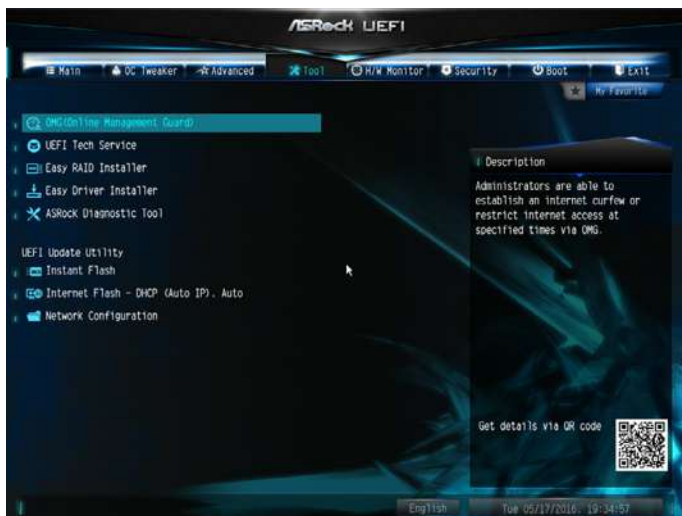 ASRock UEFI
Main OC Tweaker Advanced Tool H/W Monitor Security Boot Exit
My Favorite
OMG(Online Management Guard)
UEFI Tech Service
Easy RAID Installer
Easy Driver Installer
ASRock Diagnostic Tool
UEFI Update Utility
Instant Flash
Internet Flash - DHCP (Auto IP), Auto
Network Configuration
Description
Administrators are able to
establish an internet curfew or
restrict internet access at
specified times via OMG.
Get details via QR code
English
Tue 05/17/2016, 19:34:57